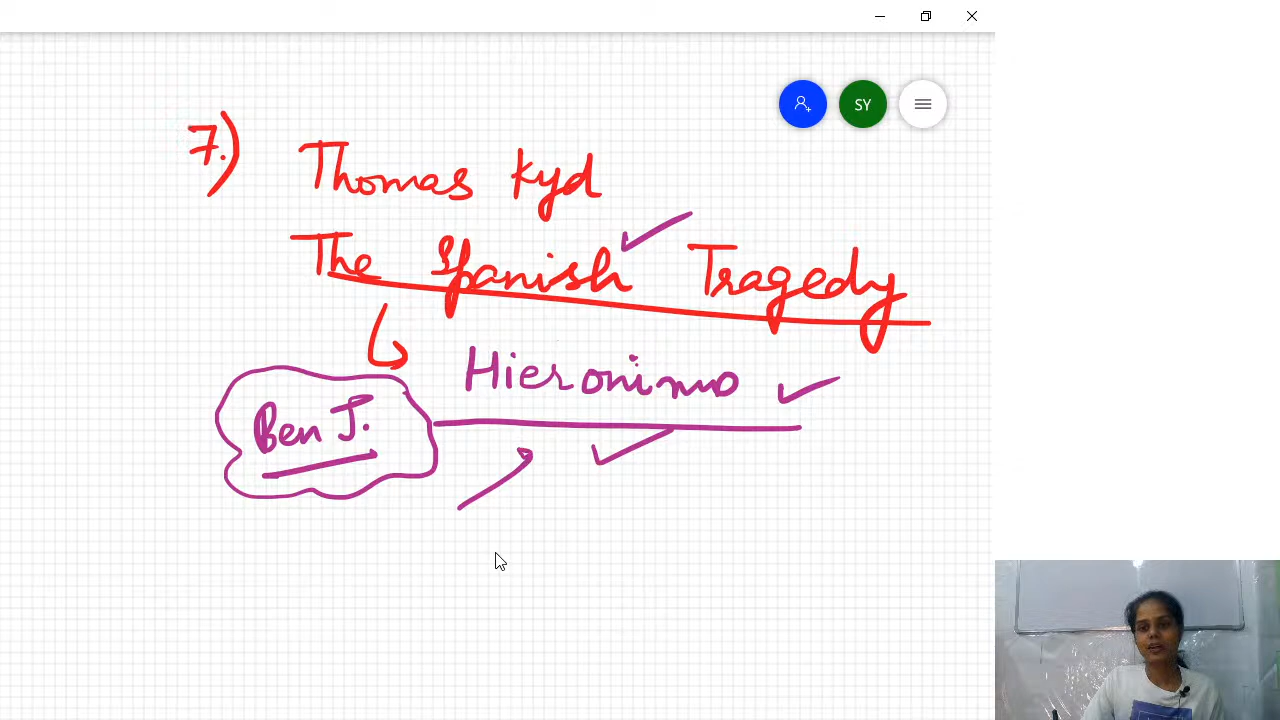 SY
7.)
Thomas Kyd
The Spanish Tragedy
Hieronimo
Ben J.